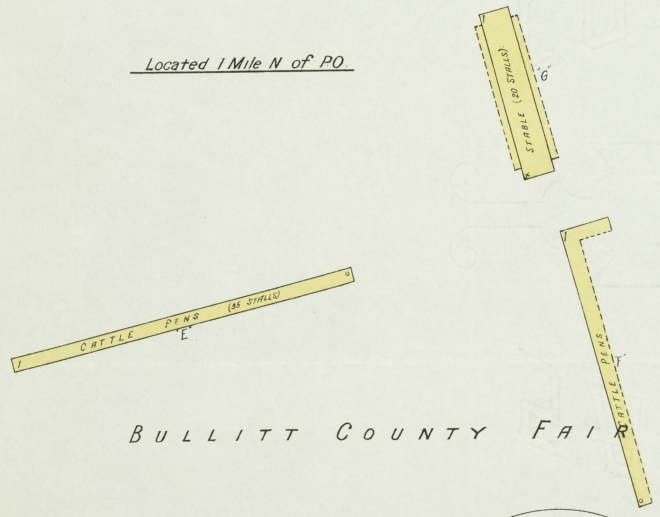 Located 1 Mile N of P.O.
STABLE (20 STALLS)
"G"
1
x
CATTLE PENS (35 STALLS)
"E"
1
o
CATTLE PENS
"F"
1
o
BULLITT COUNTY FAIR